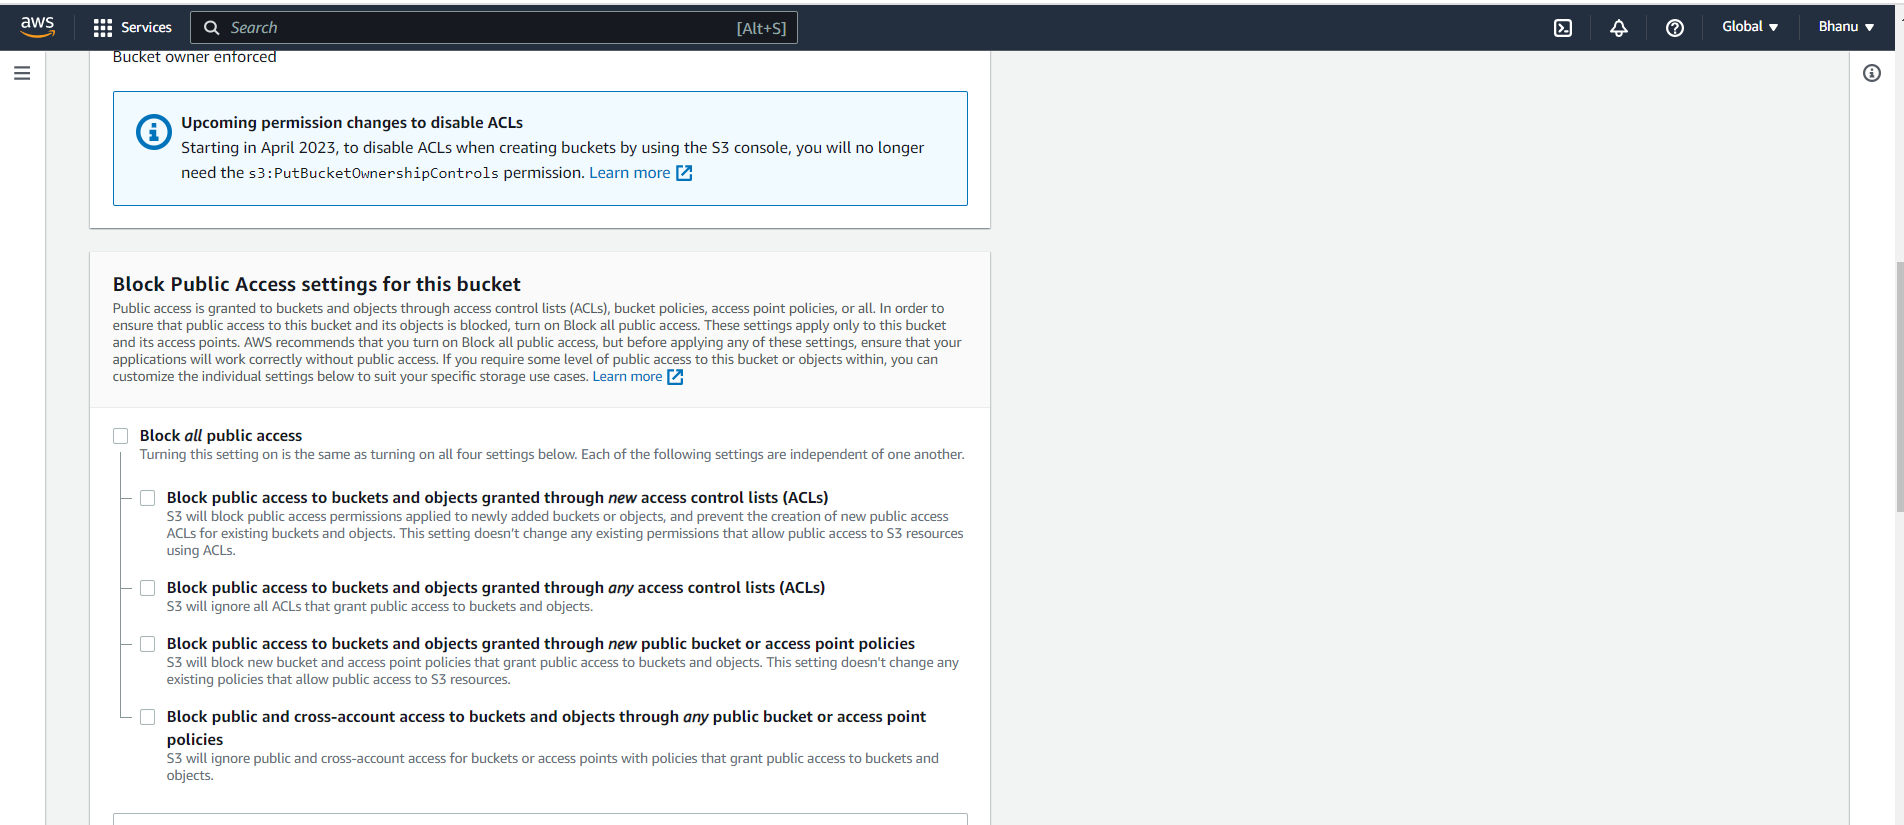 aws Services Search [Alt+S] Global Bhanu
Bucket owner enforced
Upcoming permission changes to disable ACLs
Starting in April 2023, to disable ACLs when creating buckets by using the S3 console, you will no longer
need the s3:PutBucketOwnershipControls permission. Learn more
Block Public Access settings for this bucket
Public access is granted to buckets and objects through access control lists (ACLs), bucket policies, access point policies, or all. In order to
ensure that public access to this bucket and its objects is blocked, turn on Block all public access. These settings apply only to this bucket
and its access points. AWS recommends that you turn on Block all public access, but before applying any of these settings, ensure that your
applications will work correctly without public access. If you require some level of public access to this bucket or objects within, you can
customize the individual settings below to suit your specific storage use cases. Learn more
Block all public access
Turning this setting on is the same as turning on all four settings below. Each of the following settings are independent of one another.
Block public access to buckets and objects granted through new access control lists (ACLs)
S3 will block public access permissions applied to newly added buckets or objects, and prevent the creation of new public access
ACLs for existing buckets and objects. This setting doesn’t change any existing permissions that allow public access to S3 resources
using ACLs.
Block public access to buckets and objects granted through any access control lists (ACLs)
S3 will ignore all ACLs that grant public access to buckets and objects.
Block public access to buckets and objects granted through new public bucket or access point policies
S3 will block new bucket and access point policies that grant public access to buckets and objects. This setting doesn't change any
existing policies that allow public access to S3 resources.
Block public and cross-account access to buckets and objects through any public bucket or access point
policies
S3 will ignore public and cross-account access for buckets or access points with policies that grant public access to buckets and
objects.